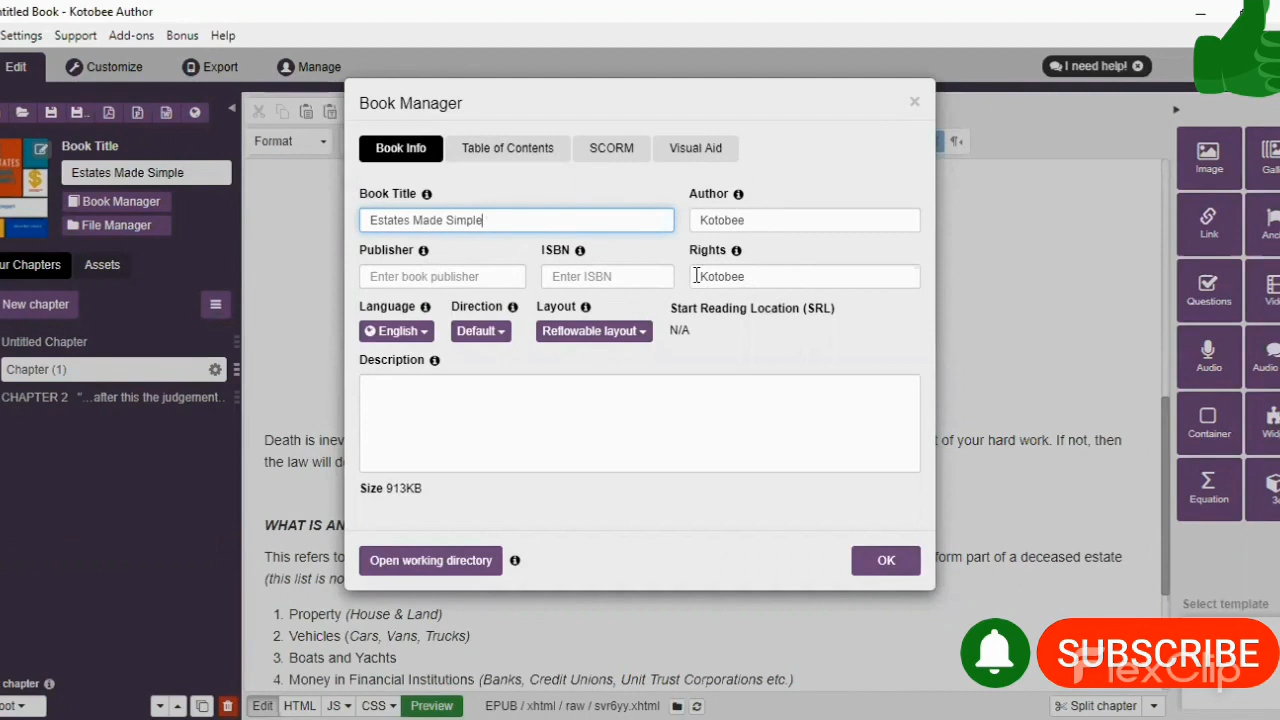 ntitled Book - Kotobee Author
Settings Support Add-ons Bonus Help
Edit Customize Export Manage I need help!
Book Manager
Format
Book Title
Estates Made Simple
Book Manager
File Manager
ur Chapters Assets
New chapter
Untitled Chapter
Chapter (1)
CHAPTER 2 "...after this the judgement.
Book Info Table of Contents SCORM Visual Aid
Book Title Author
Estates Made Simple Kotobee
Publisher ISBN Rights
Enter book publisher Enter ISBN Kotobee
Language Direction Layout Start Reading Location (SRL)
English Default Reflowable layout N/A
Description
Size 913KB
Open working directory OK
Death is inev t of your hard work. If not, then
the law will d
WHAT IS AN
This refers to form part of a deceased estate
(this list is no
1. Property (House & Land)
2. Vehicles (Cars, Vans, Trucks)
3. Boats and Yachts
4. Money in Financial Institutions (Banks, Credit Unions, Unit Trust Corporations etc.)
Image Galle
Link Anc
Questions Vid
Audio Audio
Container Wid
Equation 3
Select template
SUBSCRIBE
FlexClip
chapter
oot
Edit HTML JS CSS Preview EPUB / xhtml / raw / svr6yy.xhtml Split chapter